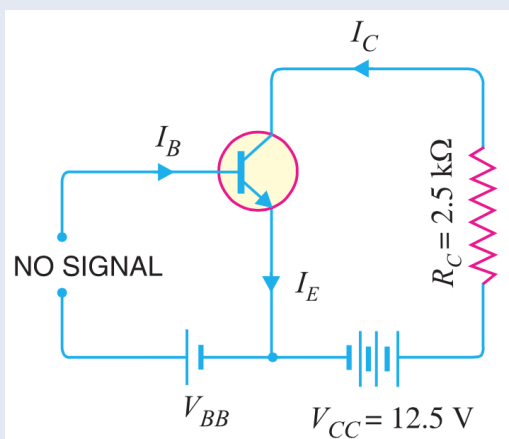 I_C
I_B
R_C = 2.5 kΩ
NO SIGNAL
I_E
V_BB
V_CC = 12.5 V